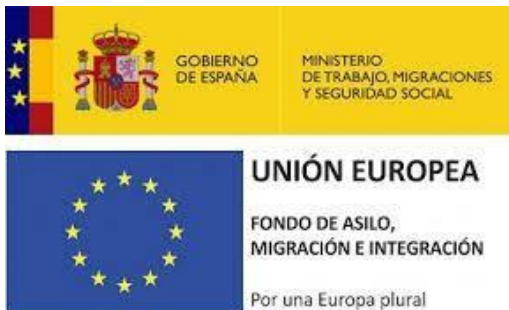 GOBIERNO
DE ESPAÑA
MINISTERIO
DE TRABAJO, MIGRACIONES
Y SEGURIDAD SOCIAL
UNIÓN EUROPEA
FONDO DE ASILO,
MIGRACIÓN E INTEGRACIÓN
Por una Europa plural